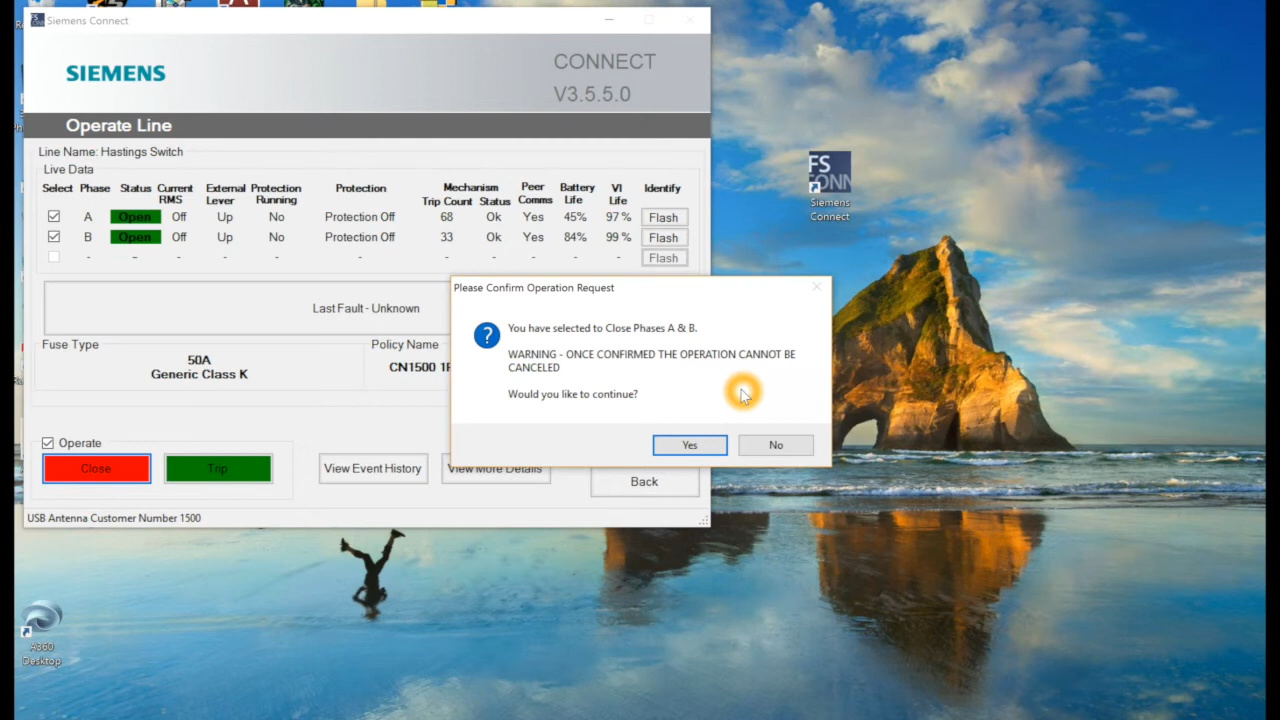 Siemens Connect
SIEMENS
CONNECT
V3.5.5.0
Operate Line
Line Name: Hastings Switch
Live Data
Select Phase Status Current RMS External Lever Protection Running Protection Mechanism Trip Count Status Peer Comms Battery Life VI Life Identify
A Open Off Up No Protection Off 68 Ok Yes 45% 97 % Flash
B Open Off Up No Protection Off 33 Ok Yes 84% 99 % Flash
- - - - - - - - - - - Flash
Last Fault - Unknown
Fuse Type
50A
Generic Class K
Policy Name
CN1500
Please Confirm Operation Request
You have selected to Close Phases A & B.
WARNING - ONCE CONFIRMED THE OPERATION CANNOT BE
CANCELED
Would you like to continue?
Yes No
Operate
Close Trip View Event History View More Details Back
USB Antenna Customer Number 1500
FS
CONN
Siemens
Connect
A360
Desktop